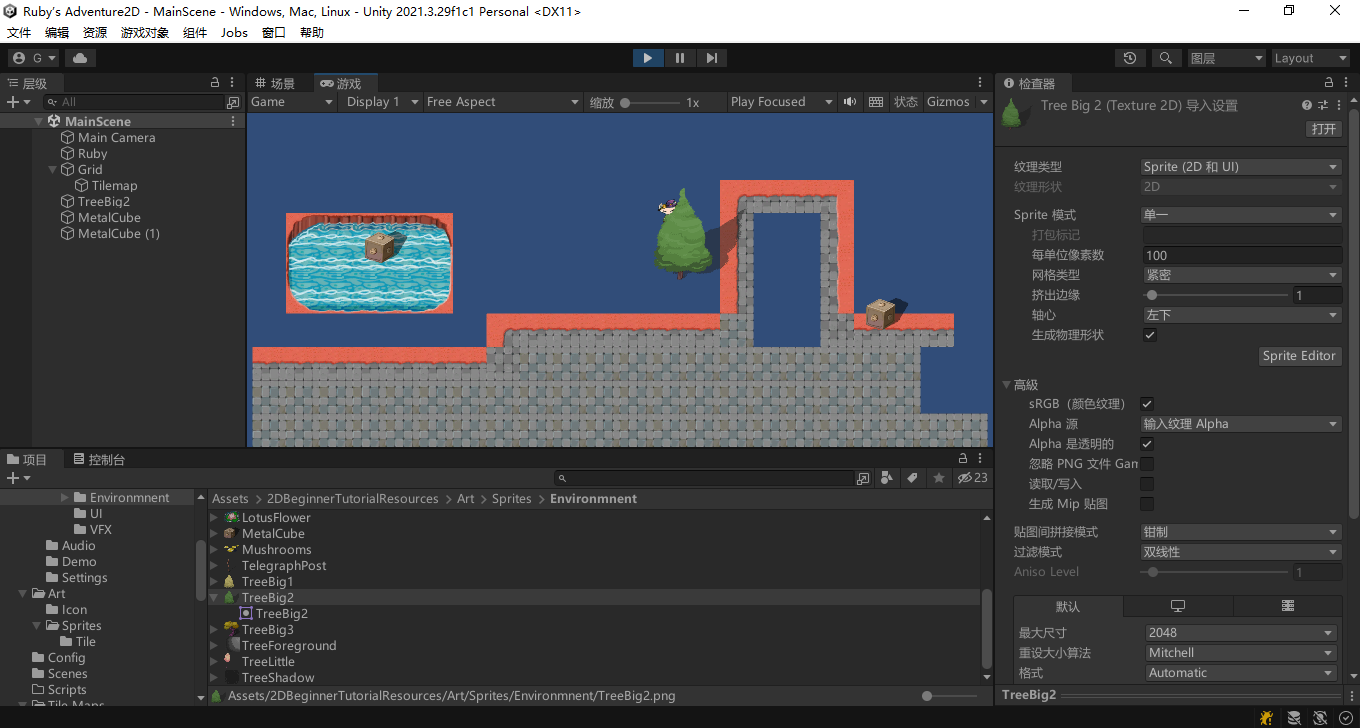 Ruby's Adventure2D - MainScene - Windows, Mac, Linux - Unity 2021.3.29f1c1 Personal <DX11>
文件 编辑 资源 游戏对象 组件 Jobs 窗口 帮助
G 图层 Layout
层级 场景 游戏 检查器
All Game Display 1 Free Aspect 缩放 1x Play Focused 状态 Gizmos
Tree Big 2 (Texture 2D) 导入设置
打开
MainScene
Main Camera
Ruby
Grid
Tilemap
TreeBig2
MetalCube
MetalCube (1)
纹理类型 Sprite (2D 和 UI)
纹理形状 2D
Sprite 模式 单一
打包标记
每单位像素数 100
网格类型 紧密
挤出边缘 1
轴心 左下
生成物理形状
Sprite Editor
高级
sRGB（颜色纹理）
Alpha 源 输入纹理 Alpha
Alpha 是透明的
忽略 PNG 文件 Gam
读取/写入
生成 Mip 贴图
贴图间拼接模式 钳制
过滤模式 双线性
Aniso Level 1
默认
最大尺寸 2048
重设大小算法 Mitchell
格式 Automatic
TreeBig2
项目 控制台
23
Environmnent
UI
VFX
Audio
Demo
Settings
Art
Icon
Sprites
Tile
Config
Scenes
Scripts
Tile Maps
Assets > 2DBeginnerTutorialResources > Art > Sprites > Environmnent
LotusFlower
MetalCube
Mushrooms
TelegraphPost
TreeBig1
TreeBig2
TreeBig2
TreeBig3
TreeForeground
TreeLittle
TreeShadow
Assets/2DBeginnerTutorialResources/Art/Sprites/Environmnent/TreeBig2.png